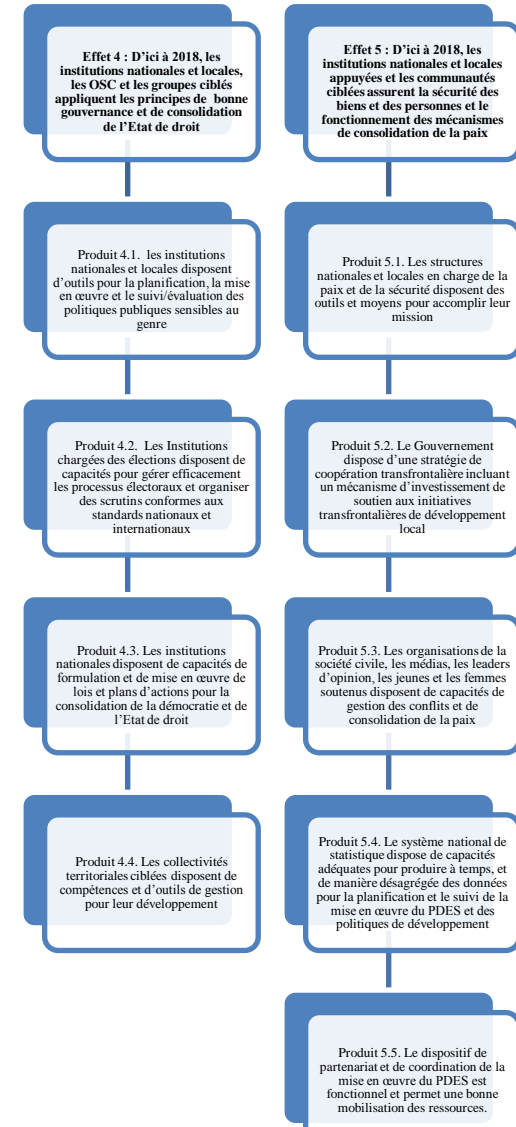 Effet 4 : D’ici à 2018, les
institutions nationales et locales,
les OSC et les groupes ciblés
appliquent les principes de bonne
gouvernance et de consolidation
de l’Etat de droit
Produit 4.1. les institutions
nationales et locales disposent
d’outils pour la planification, la mise
en œuvre et le suivi/évaluation des
politiques publiques sensibles au
genre
Produit 4.2. Les Institutions
chargées des élections disposent de
capacités pour gérer efficacement
les processus électoraux et organiser
des scrutins conformes aux
standards nationaux et
internationaux
Produit 4.3. Les institutions
nationales disposent de capacités de
formulation et de mise en œuvre de
lois et plans d’actions pour la
consolidation de la démocratie et de
l’Etat de droit
Produit 4.4. Les collectivités
territoriales ciblées disposent de
compétences et d’outils de gestion
pour leur développement
Effet 5 : D’ici à 2018, les
institutions nationales et locales
appuyées et les communautés
ciblées assurent la sécurité des
biens et des personnes et le
fonctionnement des mécanismes
de consolidation de la paix
Produit 5.1. Les structures
nationales et locales en charge de la
paix et de la sécurité disposent des
outils et moyens pour accomplir leur
mission
Produit 5.2. Le Gouvernement
dispose d’une stratégie de
coopération transfrontalière incluant
un mécanisme d’investissement de
soutien aux initiatives
transfrontalières de développement
local
Produit 5.3. Les organisations de la
société civile, les médias, les leaders
d’opinion, les jeunes et les femmes
soutenus disposent de capacités de
gestion des conflits et de
consolidation de la paix
Produit 5.4. Le système national de
statistique dispose de capacités
adéquates pour produire à temps, et
de manière désagrégée des données
pour la planification et le suivi de la
mise en œuvre du PDES et des
politiques de développement
Produit 5.5. Le dispositif de
partenariat et de coordination de la
mise en œuvre du PDES est
fonctionnel et permet une bonne
mobilisation des ressources.